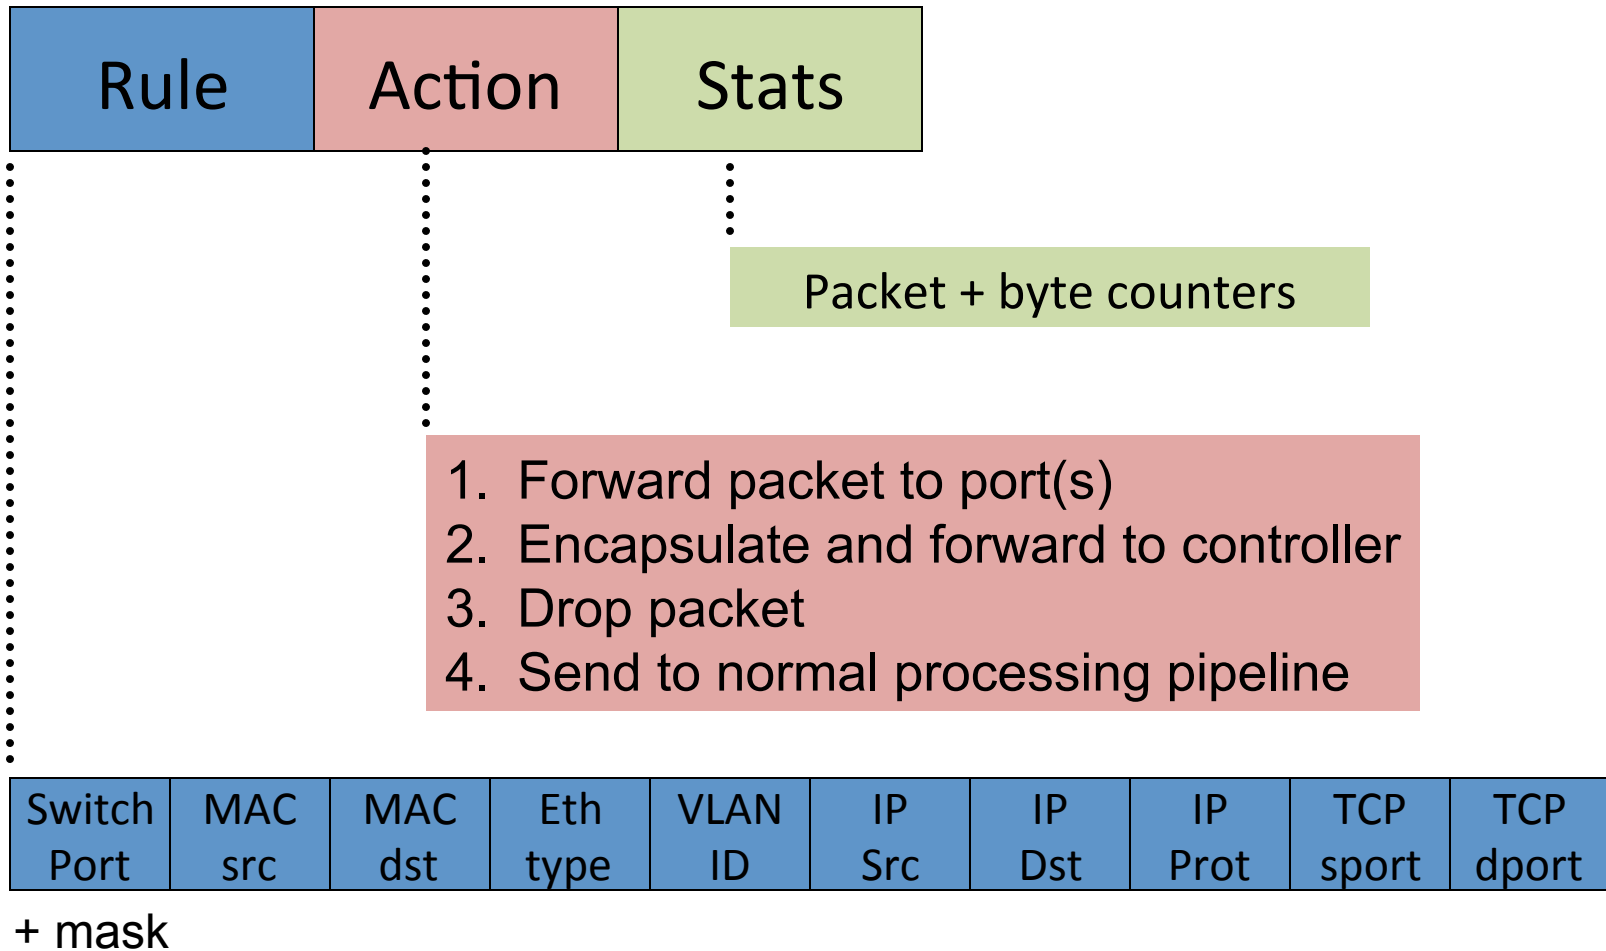 Rule Action Stats
Packet + byte counters
1. Forward packet to port(s)
2. Encapsulate and forward to controller
3. Drop packet
4. Send to normal processing pipeline
Switch Port
MAC src
MAC dst
Eth type
VLAN ID
IP Src
IP Dst
IP Prot
TCP sport
TCP dport
+ mask